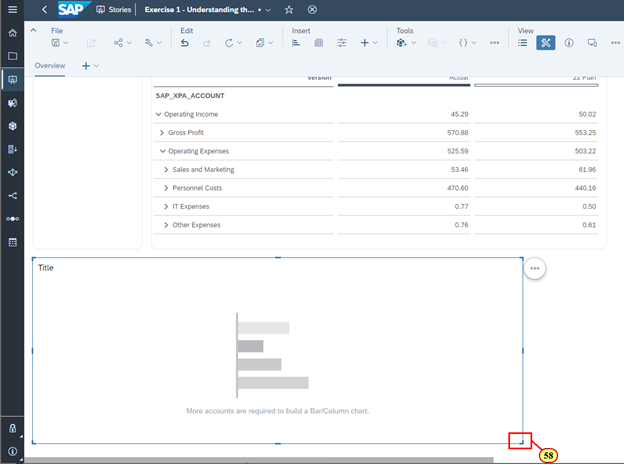 SAP Stories Exercise 1 - Understanding th... •
File Edit Insert Tools View
Overview
Version Actual 22 Plan
SAP_XPA_ACCOUNT
Operating Income 45.29 50.02
Gross Profit 570.88 553.25
Operating Expenses 525.59 503.22
Sales and Marketing 53.46 61.96
Personnel Costs 470.60 440.16
IT Expenses 0.77 0.50
Other Expenses 0.76 0.61
Title
More accounts are required to build a Bar/Column chart.
58